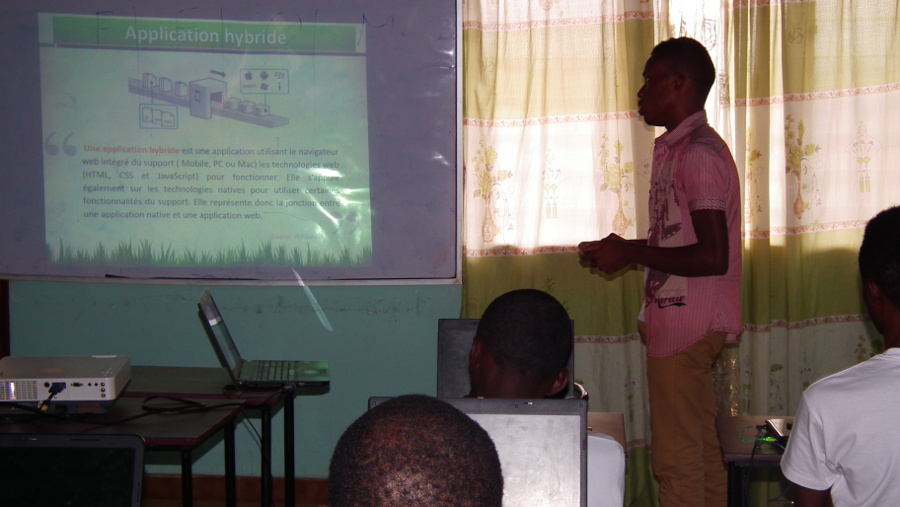 Application hybride
Une application hybride est une application utilisant le navigateur
web intégré du support ( Mobile, PC ou Mac) les technologies web
(HTML, CSS et JavaScript) pour fonctionner. Elle s'appuie
également sur les technologies natives pour utiliser certaines
fonctionnalités du support. Elle représente donc la jonction entre
une application native et une application web.